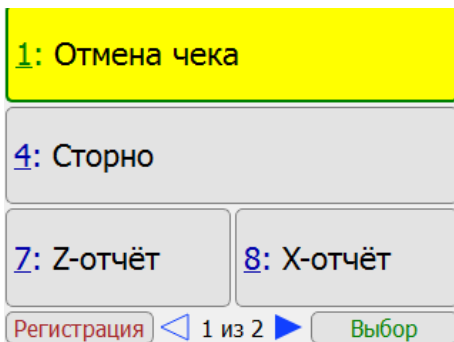 1: Отмена чека
4: Сторно
7: Z-отчёт 8: X-отчёт
Регистрация 1 из 2 Выбор